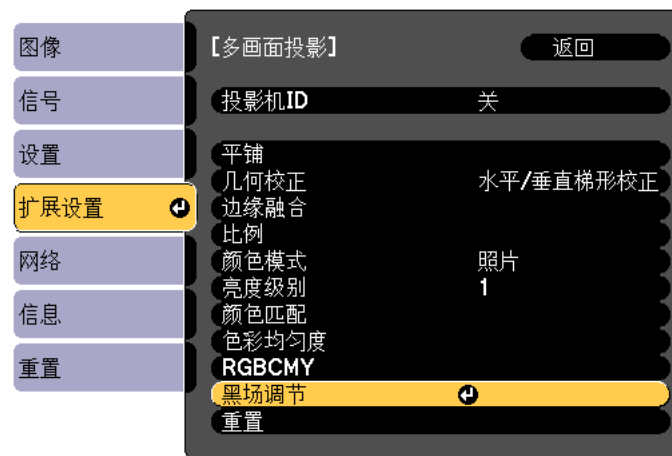 图像
信号
设置
扩展设置
网络
信息
重置
[多画面投影]
返回
投影机ID 关
平铺
几何校正 水平/垂直梯形校正
边缘融合
比例
颜色模式 照片
亮度级别 1
颜色匹配
色彩均匀度
RGBCMY
黑场调节
重置